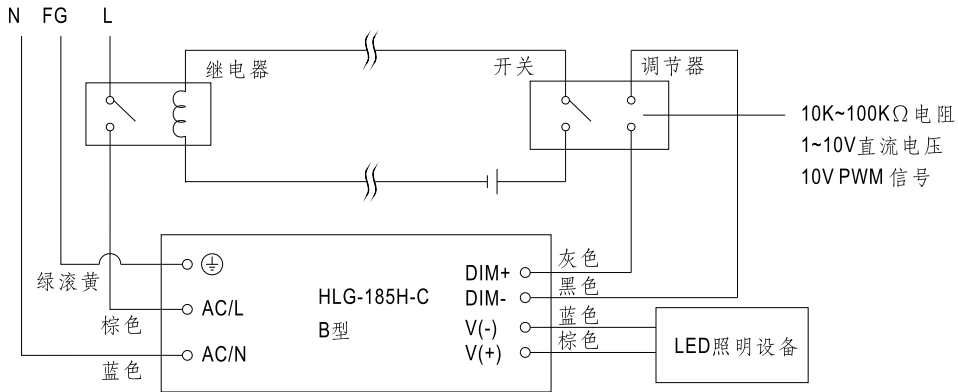 N FG L
继电器
开关
调节器
10K~100KΩ电阻
1~10V直流电压
10V PWM 信号
绿滚黄
棕色
蓝色
AC/L
AC/N
HLG-185H-C
B型
DIM+
DIM-
V(-)
V(+)
灰色
黑色
蓝色
棕色
LED照明设备